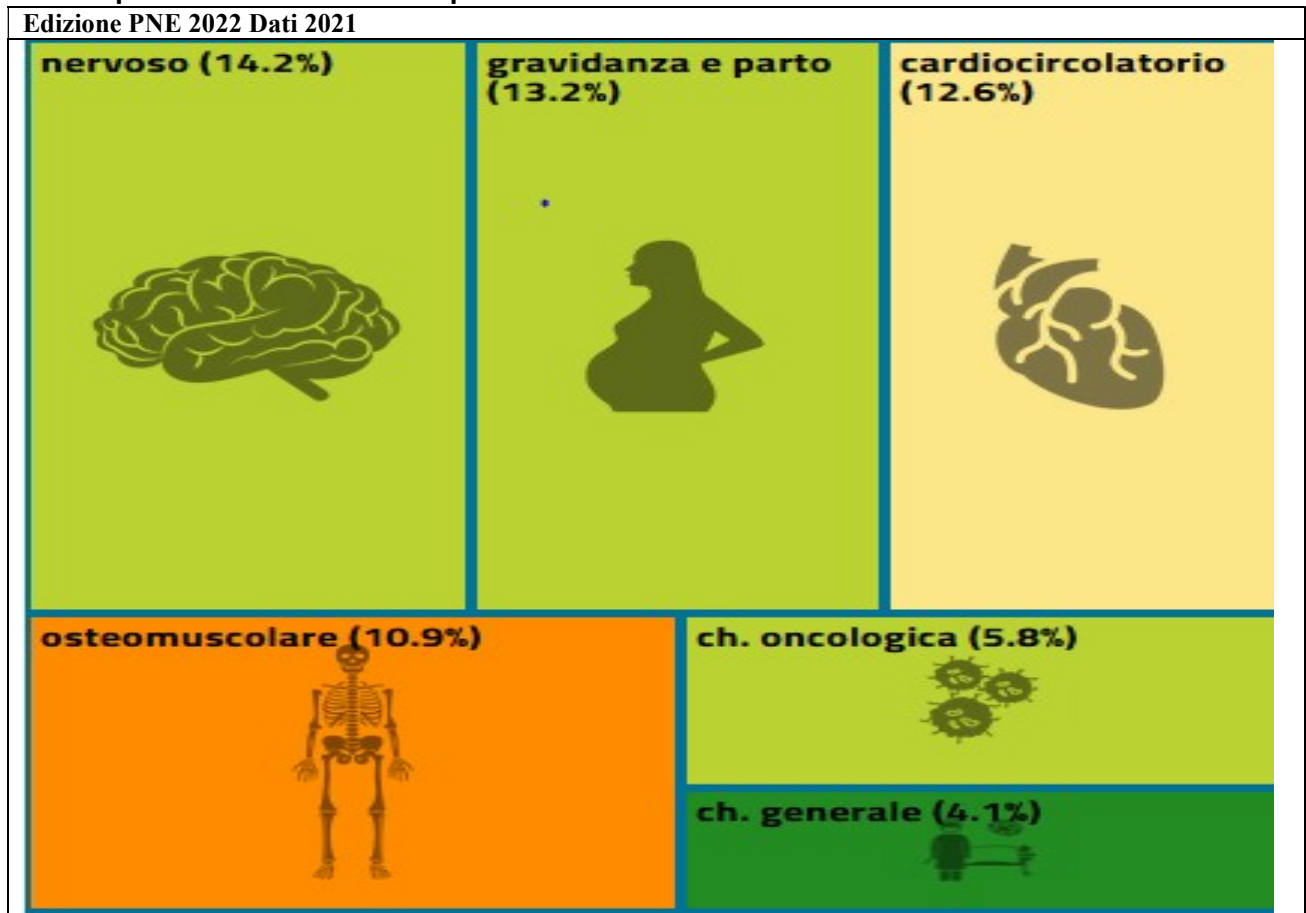 Edizione PNE 2022 Dati 2021
nervoso (14.2%)
gravidanza e parto
(13.2%)
cardiocircolatorio
(12.6%)
osteomuscolare (10.9%)
ch. oncologica (5.8%)
ch. generale (4.1%)